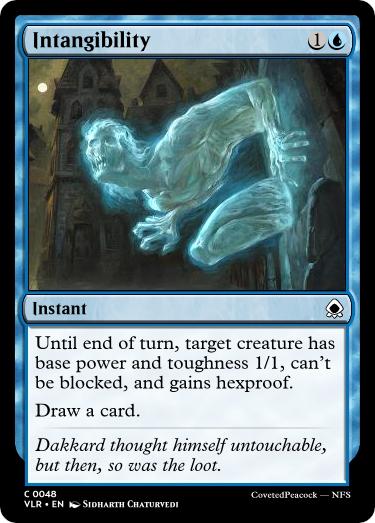 Intangibility 1
Instant
Until end of turn, target creature has
base power and toughness 1/1, can't
be blocked, and gains hexproof.
Draw a card.
Dakkard thought himself untouchable,
but then, so was the loot.
C 0048
VLR • EN Sidharth Chaturvedi
CovetedPeacock — NFS